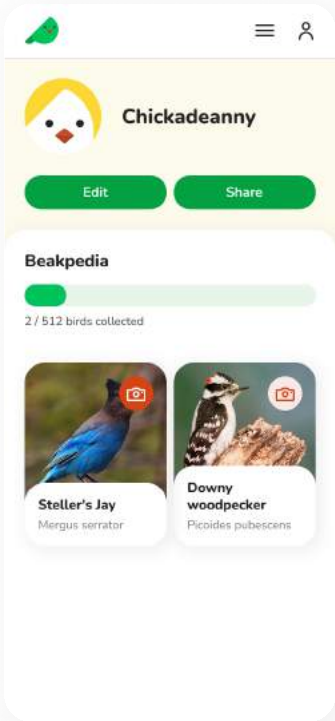 Chickadeanny
Edit
Share
Beakpedia
2 / 512 birds collected
Steller's Jay
Mergus serrator
Downy
woodpecker
Picoides pubescens